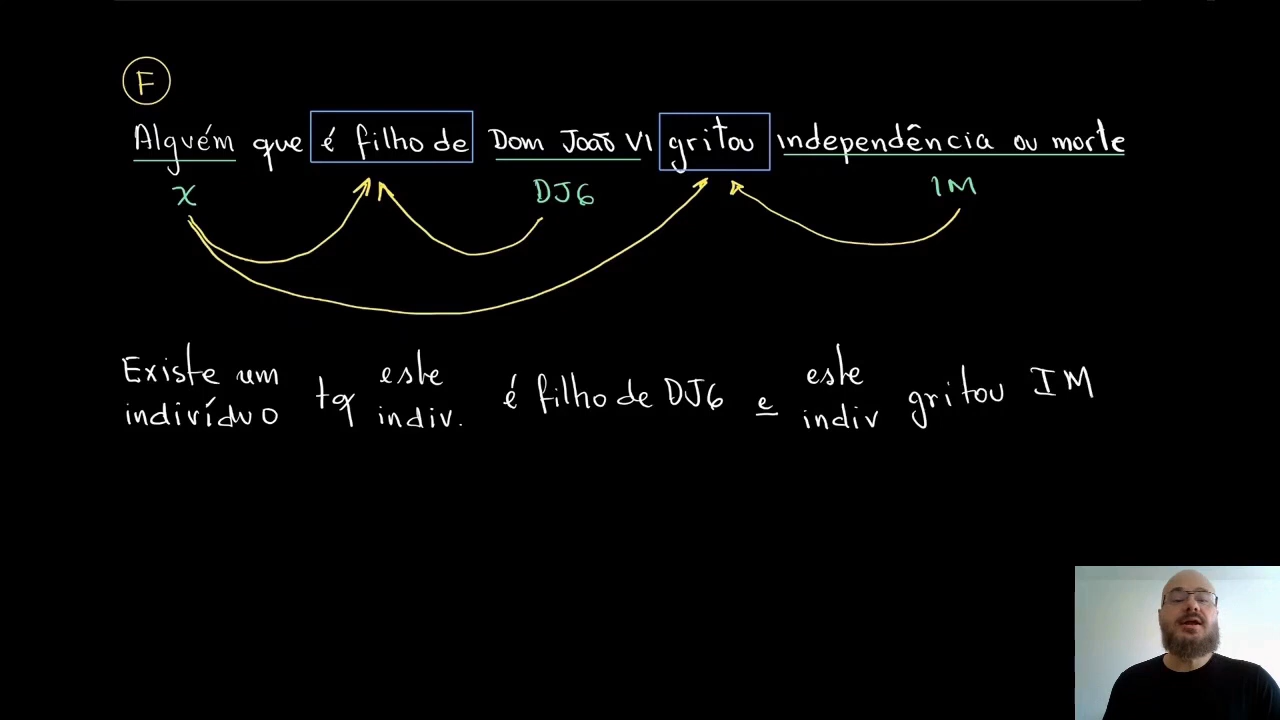 F
Alguém que é filho de Dom João VI gritou independência ou morte
x DJ6 IM
Existe um indivíduo tq este indiv. é filho de DJ6 e este indiv gritou IM